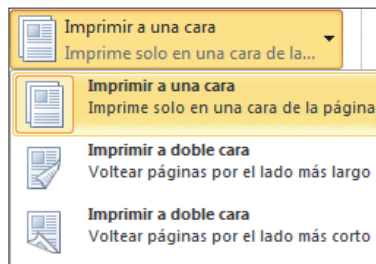 Imprimir a una cara
Imprime solo en una cara de la...
Imprimir a una cara
Imprime solo en una cara de la página
Imprimir a doble cara
Voltear páginas por el lado más largo
Imprimir a doble cara
Voltear páginas por el lado más corto